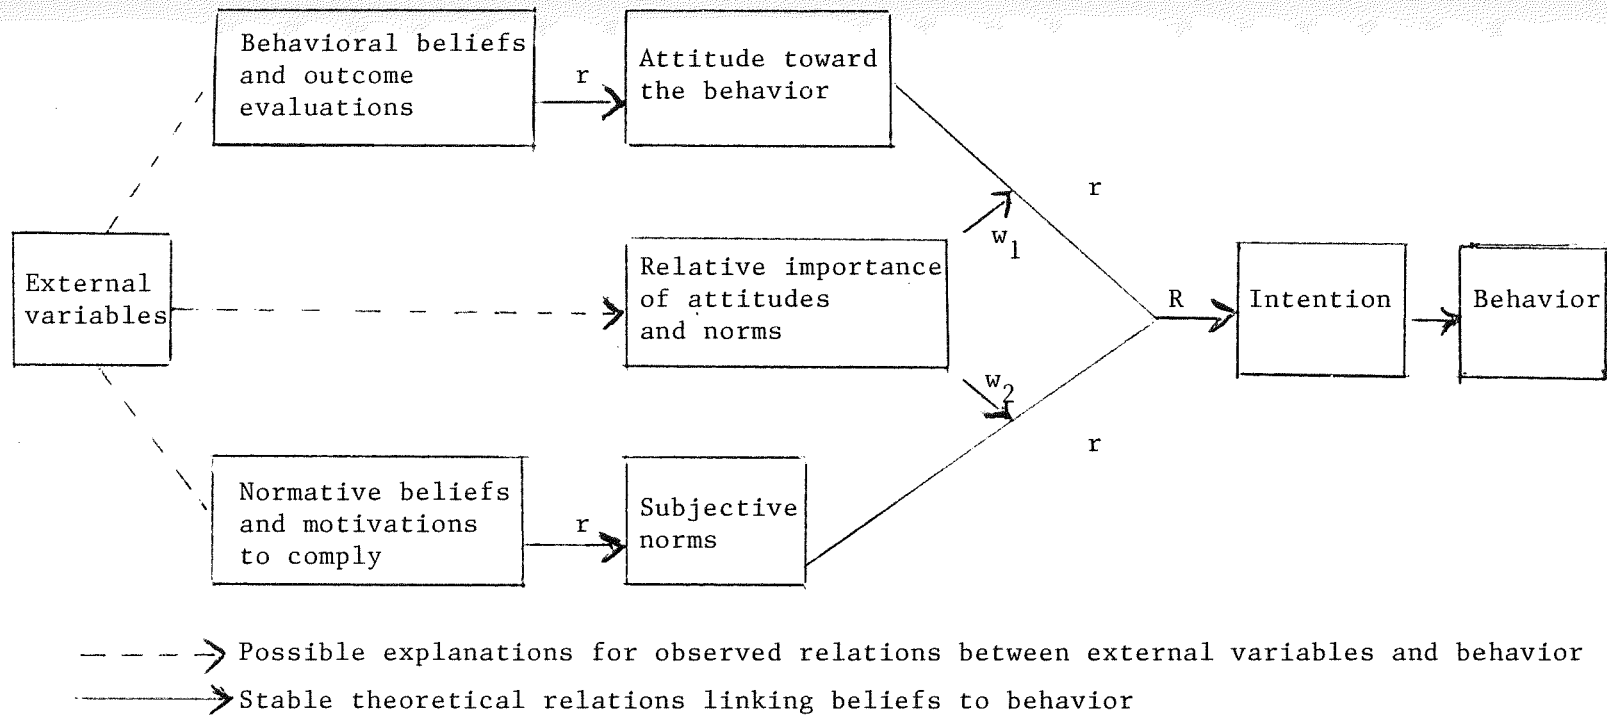 Behavioral beliefs
and outcome
evaluations
r
Attitude toward
the behavior
r
External
variables
Relative importance
of attitudes
and norms
w1
w2
r
R
Intention
Behavior
Normative beliefs
and motivations
to comply
r
Subjective
norms
Possible explanations for observed relations between external variables and behavior
Stable theoretical relations linking beliefs to behavior